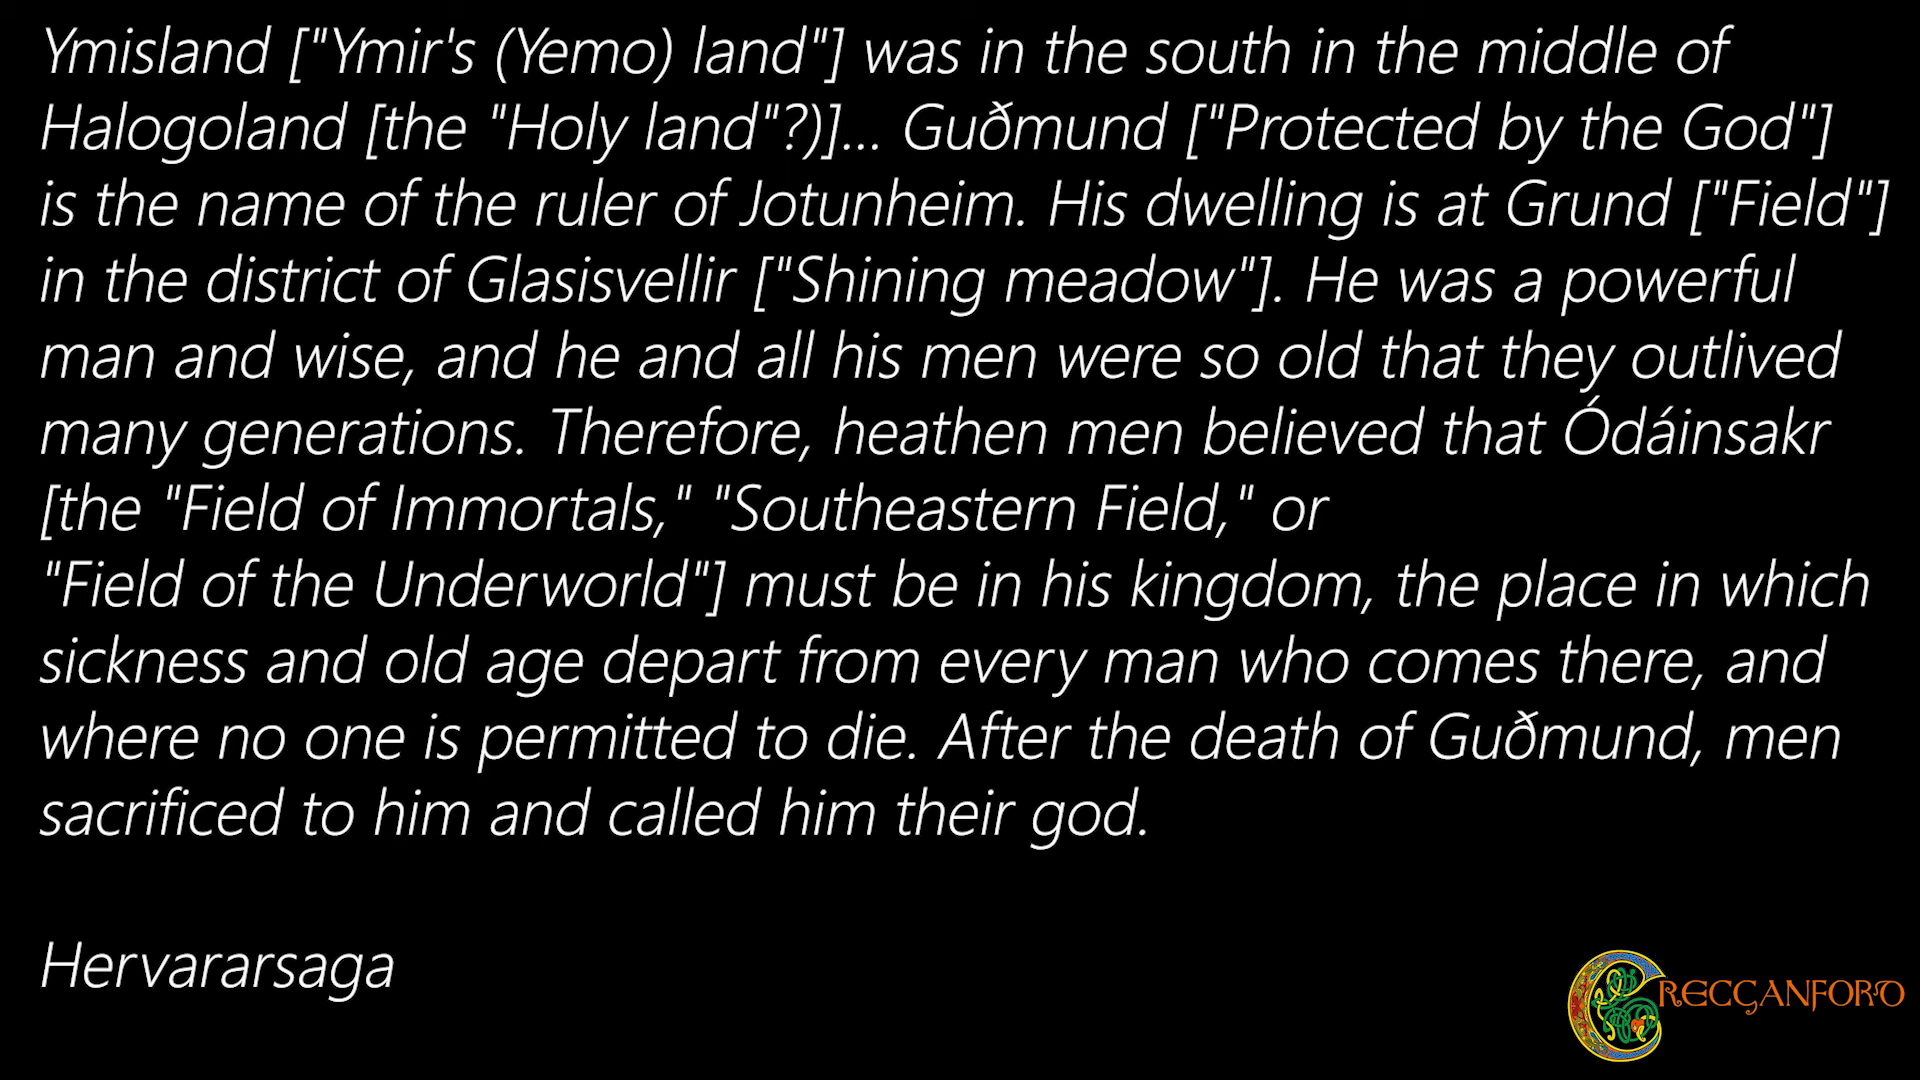 Ymisland ["Ymir's (Yemo) land"] was in the south in the middle of
Halogoland [the "Holy land"?)]... Guðmund ["Protected by the God"]
is the name of the ruler of Jotunheim. His dwelling is at Grund ["Field"]
in the district of Glasisvellir ["Shining meadow"]. He was a powerful
man and wise, and he and all his men were so old that they outlived
many generations. Therefore, heathen men believed that Ódáinsakr
[the "Field of Immortals," "Southeastern Field," or
"Field of the Underworld"] must be in his kingdom, the place in which
sickness and old age depart from every man who comes there, and
where no one is permitted to die. After the death of Guðmund, men
sacrificed to him and called him their god.
Hervararsaga
CRECGANFORD